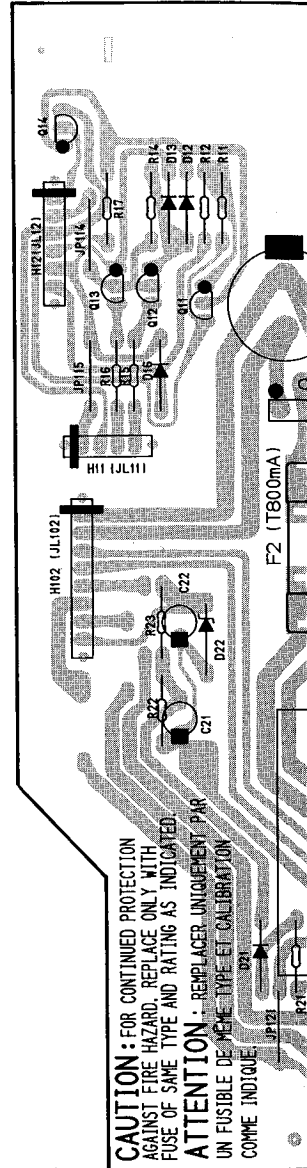 Q14
H121(JL12)
JP114
R17
R14
D13
D12
R12
R11
Q13
Q12
Q11
JP115
R16
D16
H11 (JL11)
H102 (JL102)
F2 (T800mA)
R23
C22
D22
R22
C21
CAUTION : FOR CONTINUED PROTECTION
AGAINST FIRE HAZARD, REPLACE ONLY WITH
FUSE OF SAME TYPE AND RATING AS INDICATED.
ATTENTION : REMPLACER UNIQUEMENT PAR
UN FUSIBLE DE MÊME TYPE ET CALIBRATION
COMME INDIQUE.
D21
JP121
R21